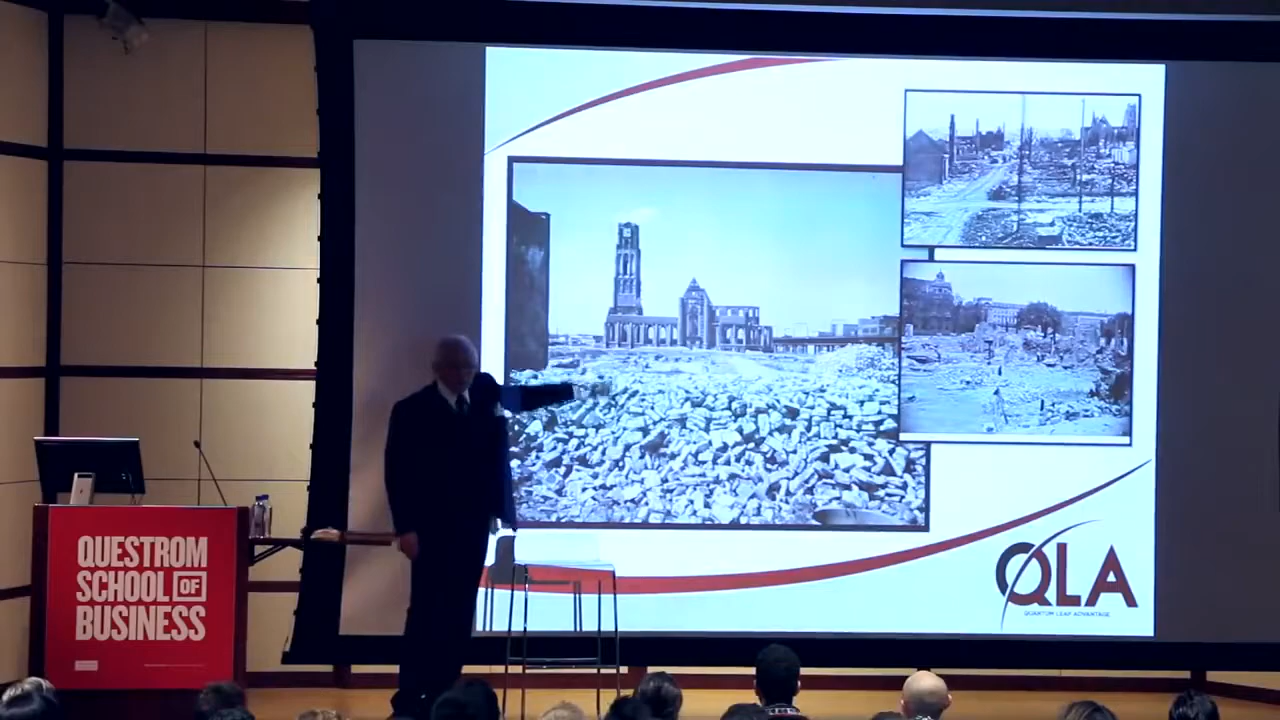 QUESTROM
SCHOOL OF
BUSINESS
QLA
QUANTUM LEAP ADVANTAGE